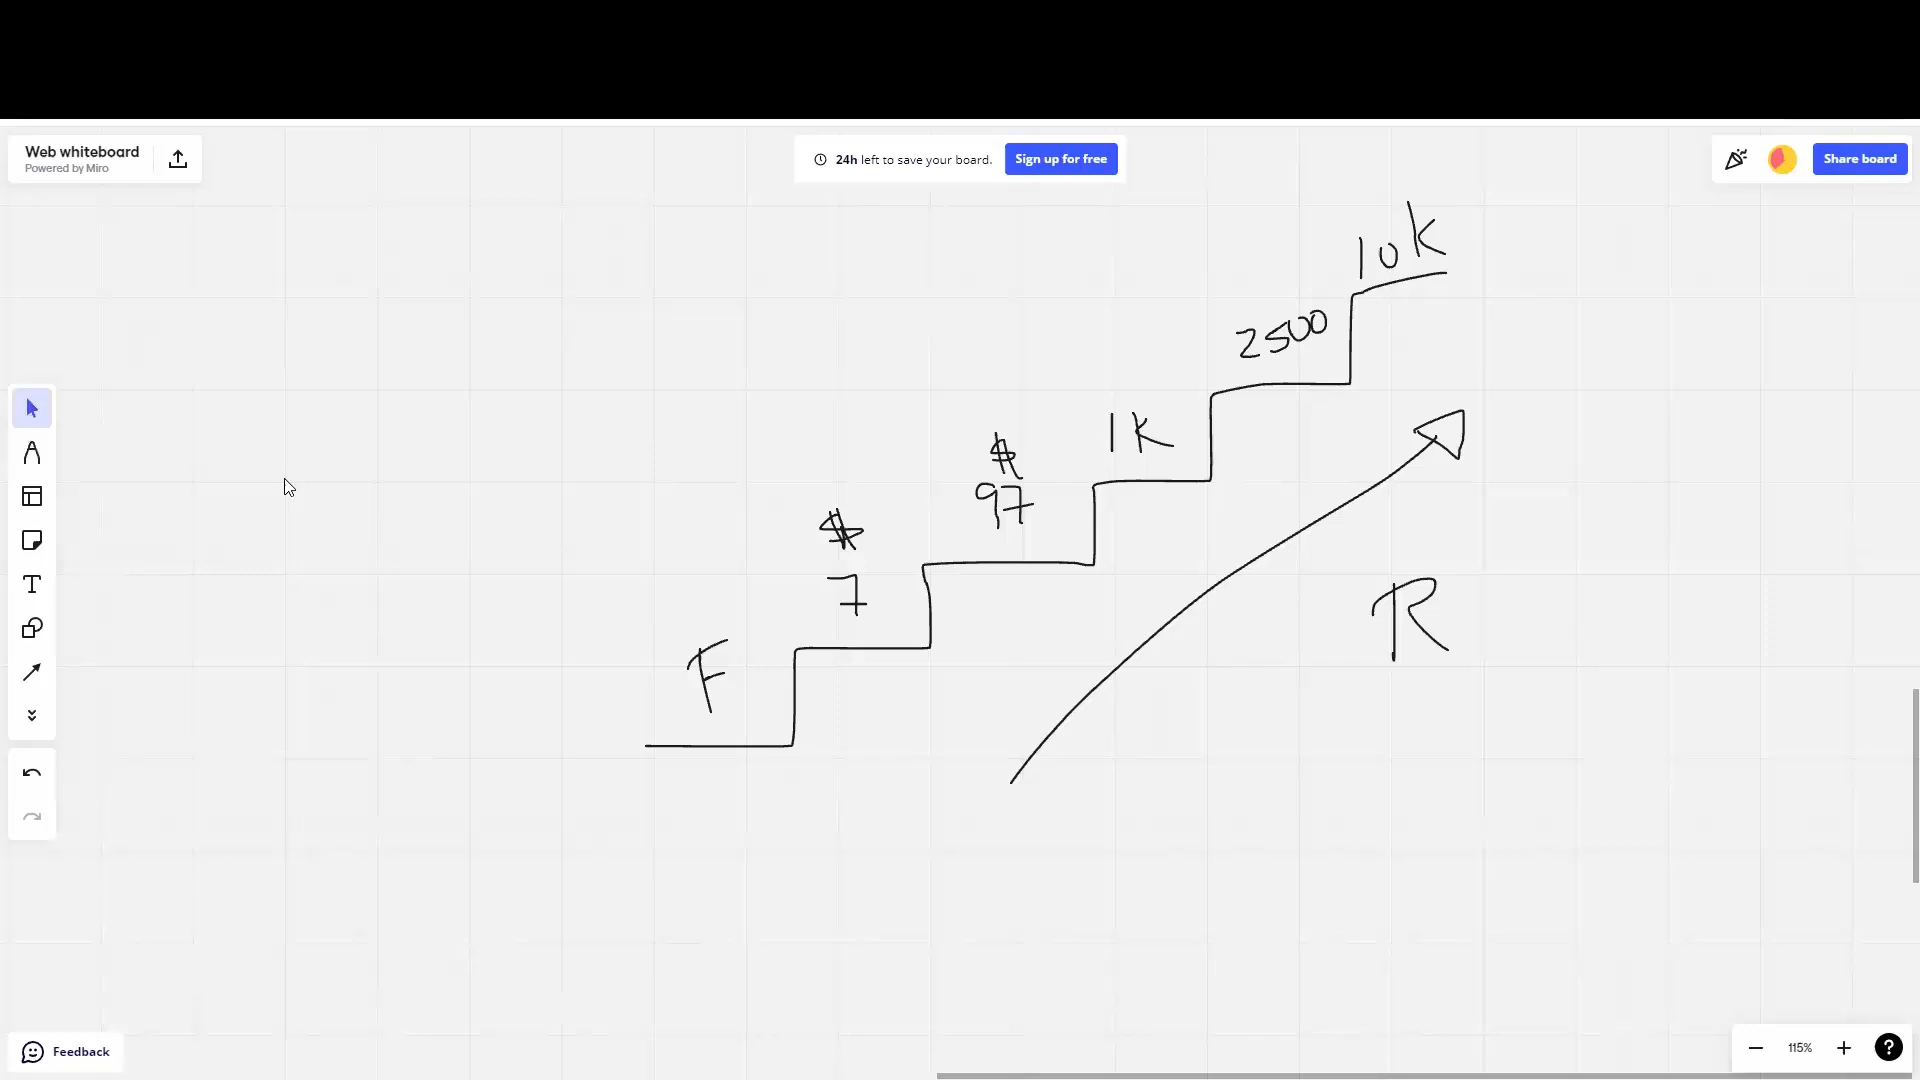 Web whiteboard
Powered by Miro
24h left to save your board.
Sign up for free
Share board
10k
2500
1k
$
97
$
7
F
R
Feedback
115%
?